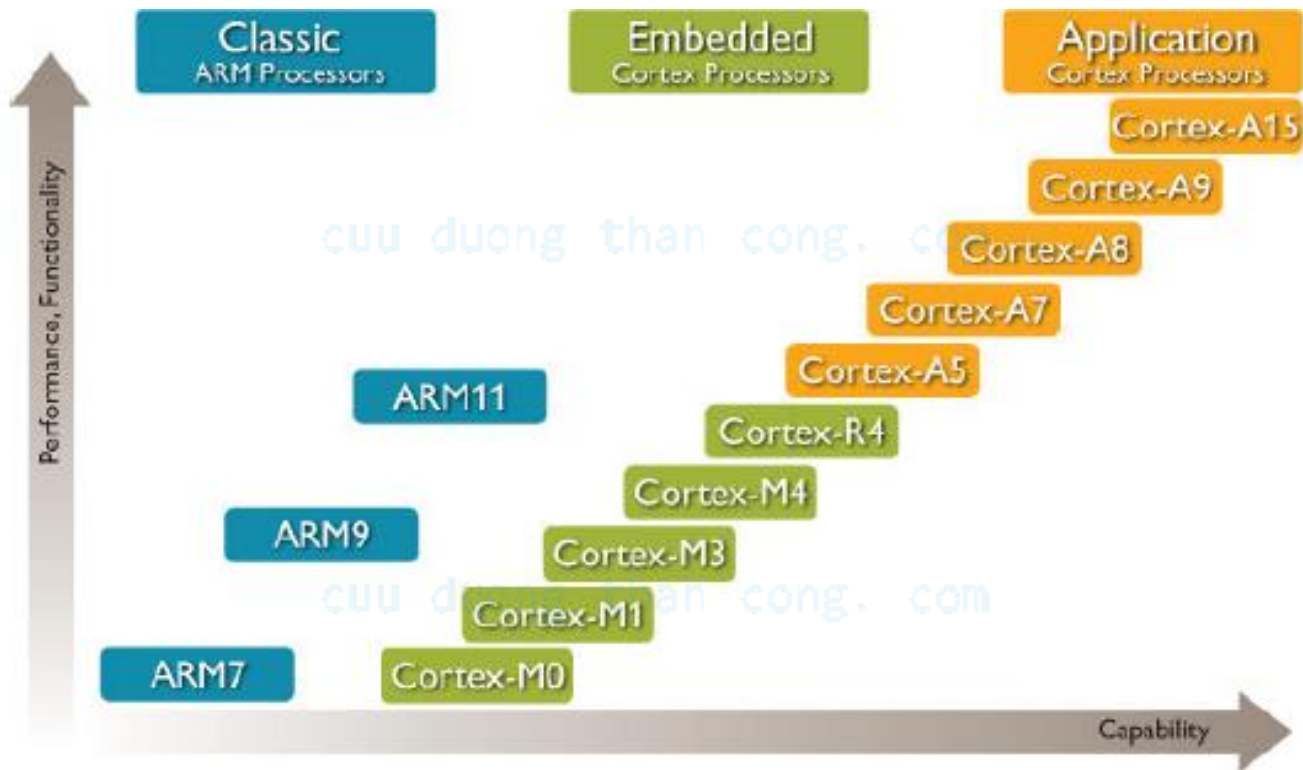 Classic
ARM Processors
Embedded
Cortex Processors
Application
Cortex Processors
Cortex-A15
Cortex-A9
cuu duong than cong. co
Cortex-A8
Cortex-A7
Cortex-A5
ARM11
Cortex-R4
Cortex-M4
ARM9
Cortex-M3
cuu duong than cong. com
Cortex-M1
ARM7
Cortex-M0
Performance, Functionality
Capability